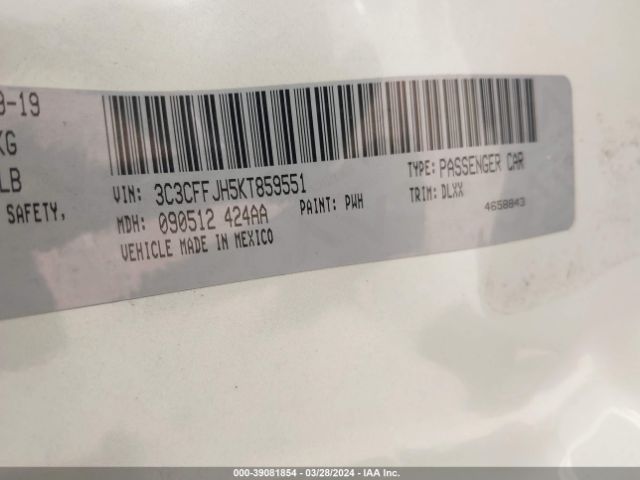 9-19
KG
LB
SAFETY,
VIN: 3C3CFFJH5KT859551
TYPE: PASSENGER CAR
MDH: 090512 424AA
PAINT: PWH
TRIM: DLXX
VEHICLE MADE IN MEXICO
4658843
000-39081854 - 03/28/2024 - IAA Inc.